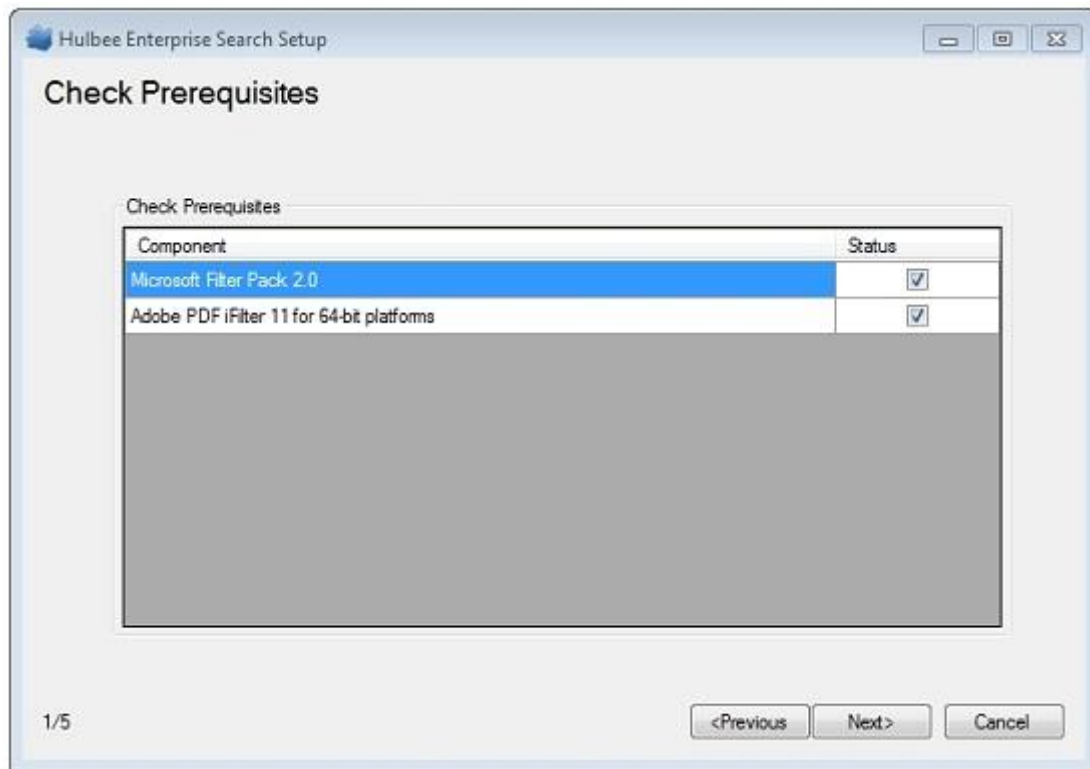 Hulbee Enterprise Search Setup
Check Prerequisites
Check Prerequisites
Component Status
Microsoft Filter Pack 2.0
Adobe PDF iFilter 11 for 64-bit platforms
1/5 <Previous Next> Cancel